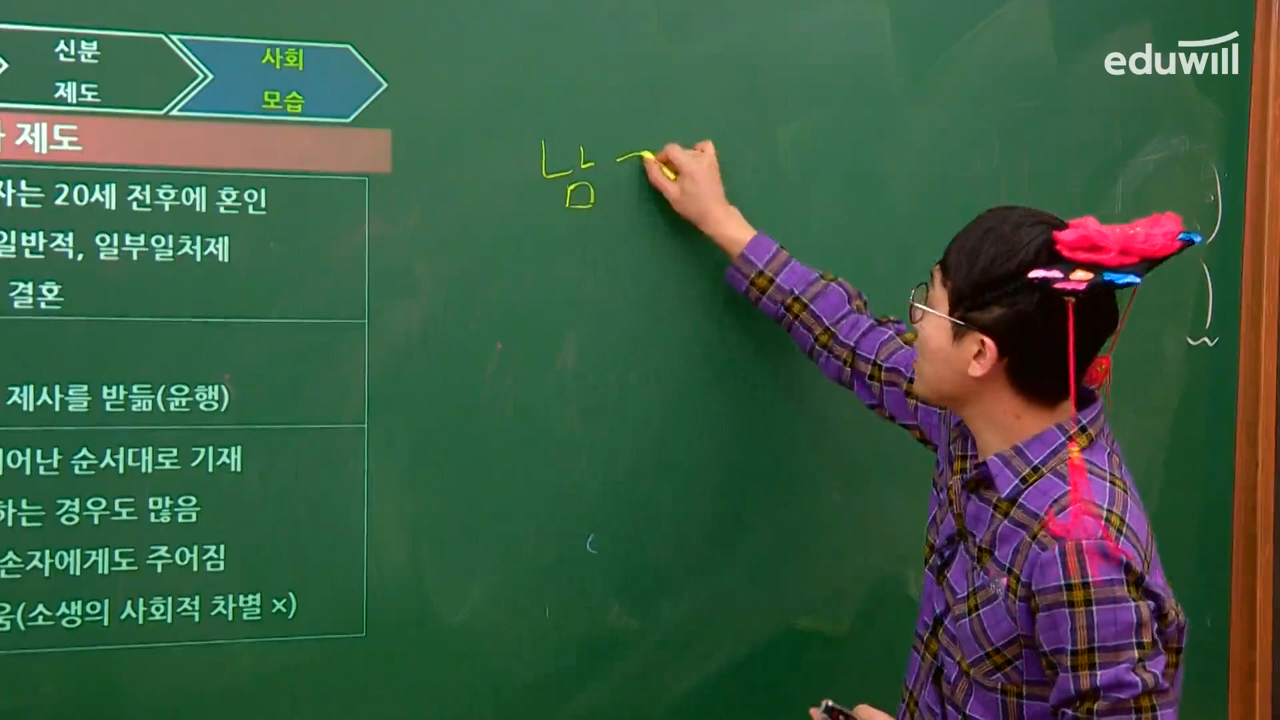 신분
제도
사회
모습
eduwill
제도
남
자는 20세 전후에 혼인
일반적, 일부일처제
결혼
제사를 받듦(윤행)
어난 순서대로 기재
하는 경우도 많음
손자에게도 주어짐
움(소생의 사회적 차별 ×)